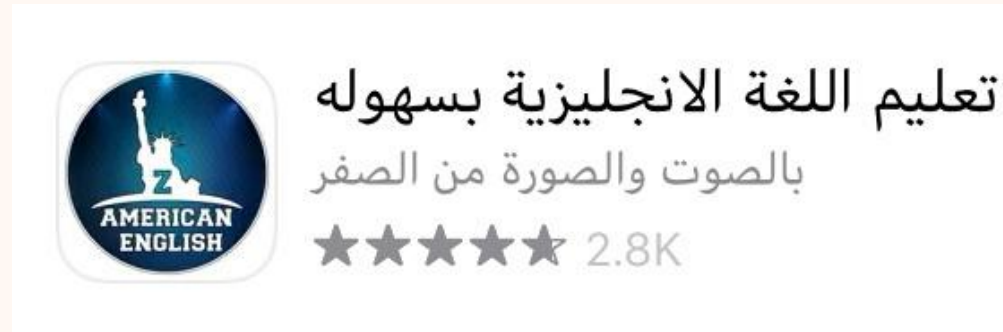 تعليم اللغة الانجليزية بسهوله
بالصوت والصورة من الصفر
2.8K
Z
AMERICAN
ENGLISH